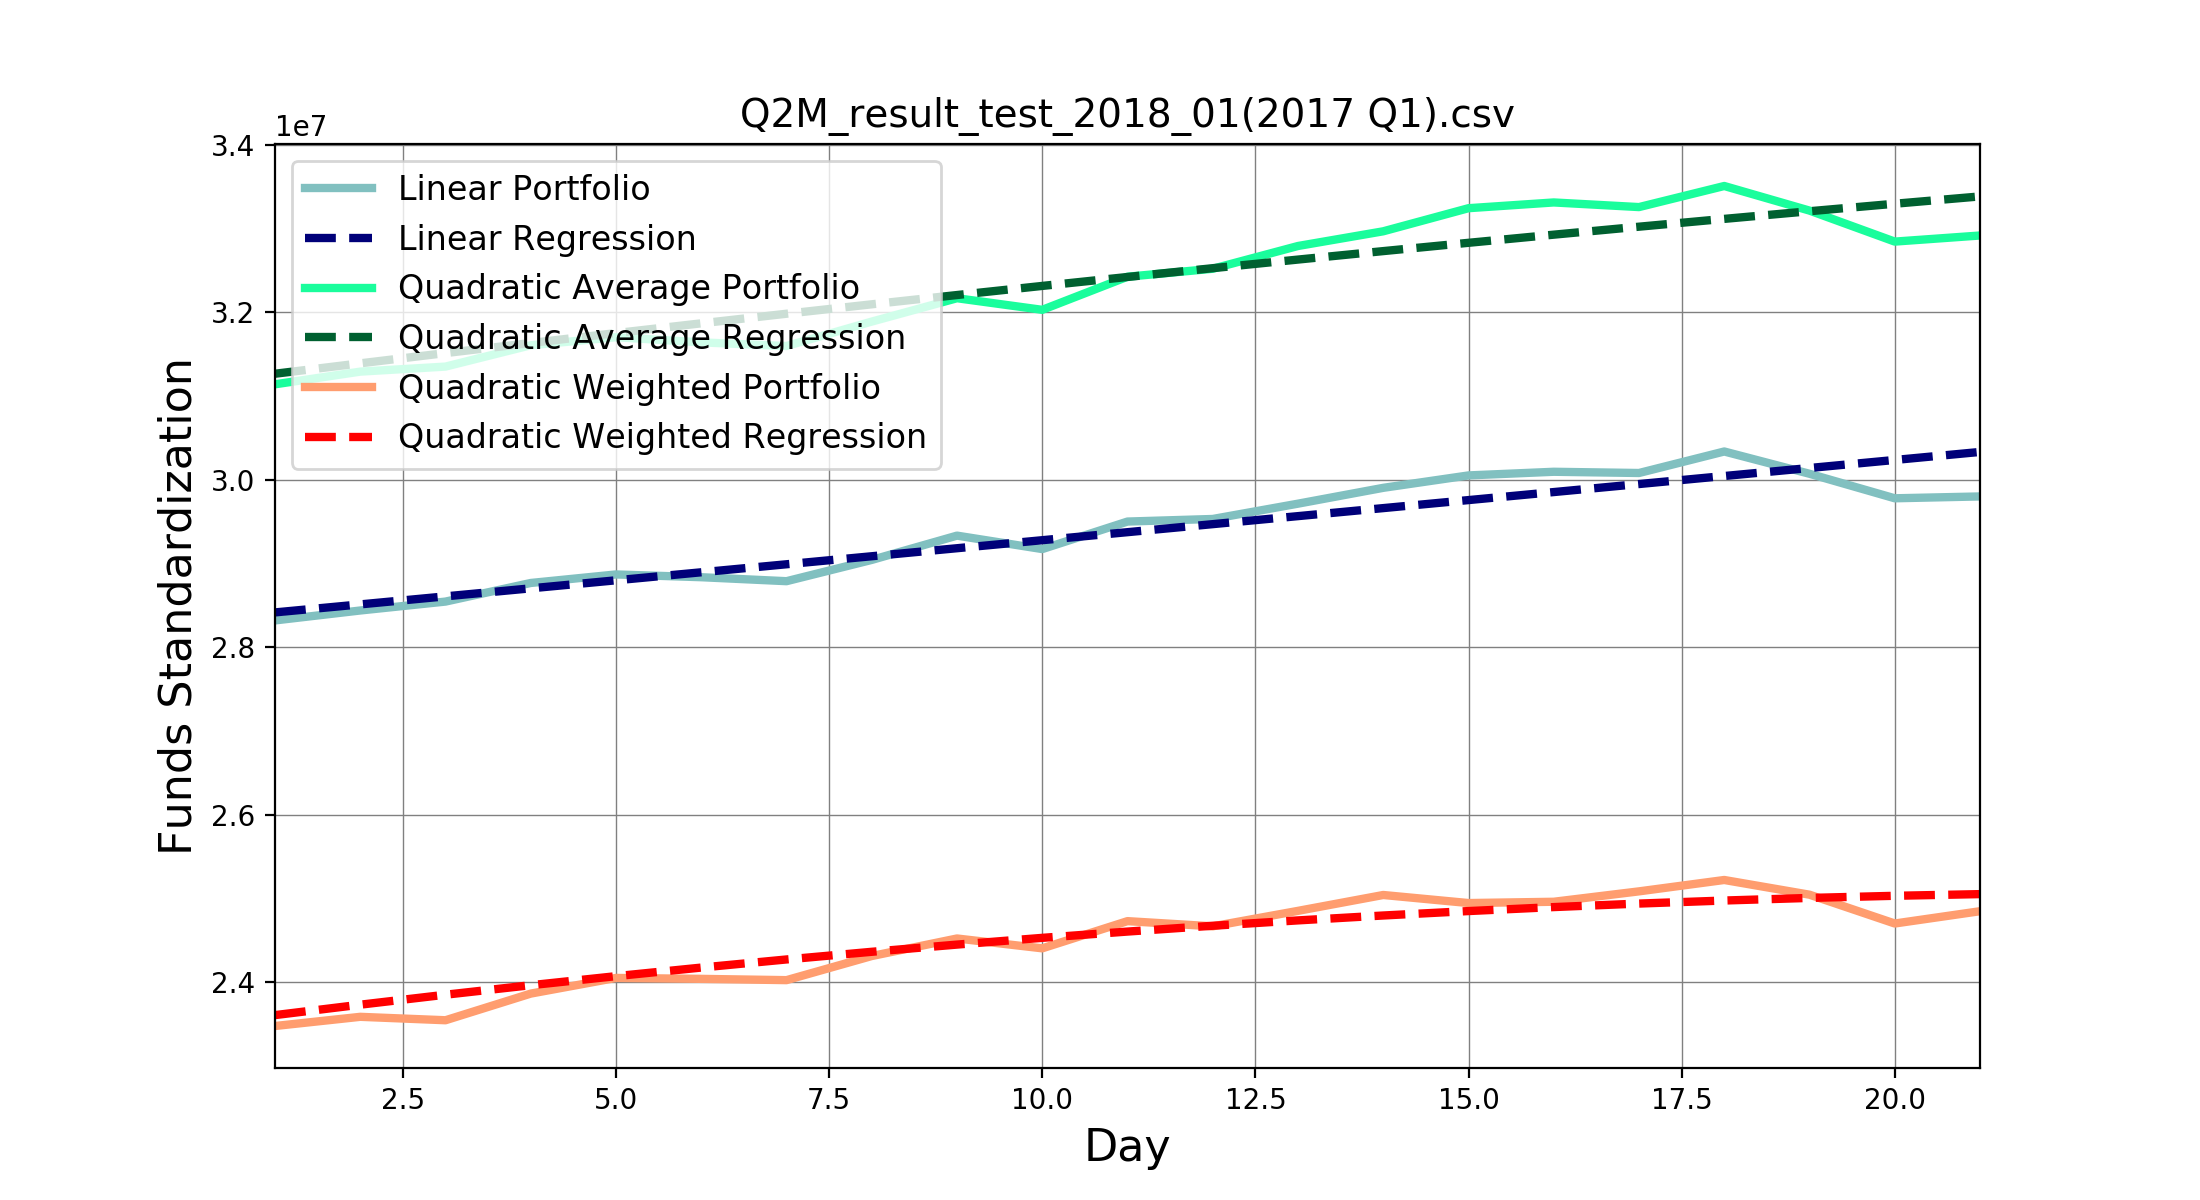 Q2M_result_test_2018_01(2017 Q1).csv
1e7
3.4
3.2
3.0
2.8
2.6
2.4
Funds Standardization
Linear Portfolio
Linear Regression
Quadratic Average Portfolio
Quadratic Average Regression
Quadratic Weighted Portfolio
Quadratic Weighted Regression
2.5 5.0 7.5 10.0 12.5 15.0 17.5 20.0
Day